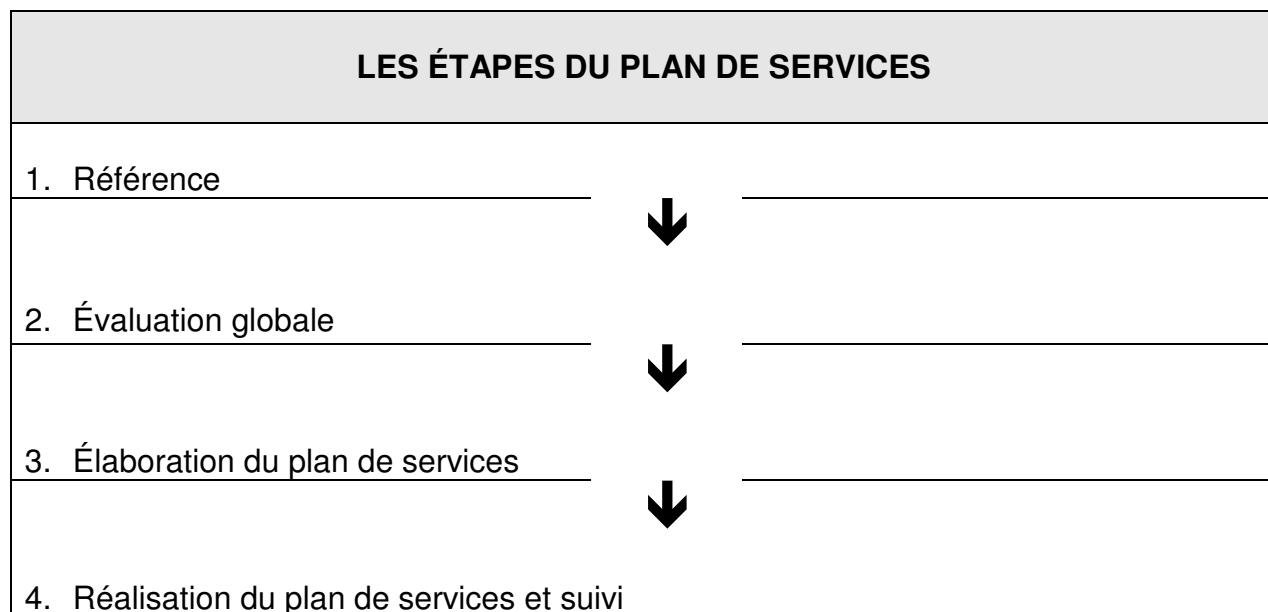 LES ÉTAPES DU PLAN DE SERVICES
1. Référence
2. Évaluation globale
3. Élaboration du plan de services
4. Réalisation du plan de services et suivi